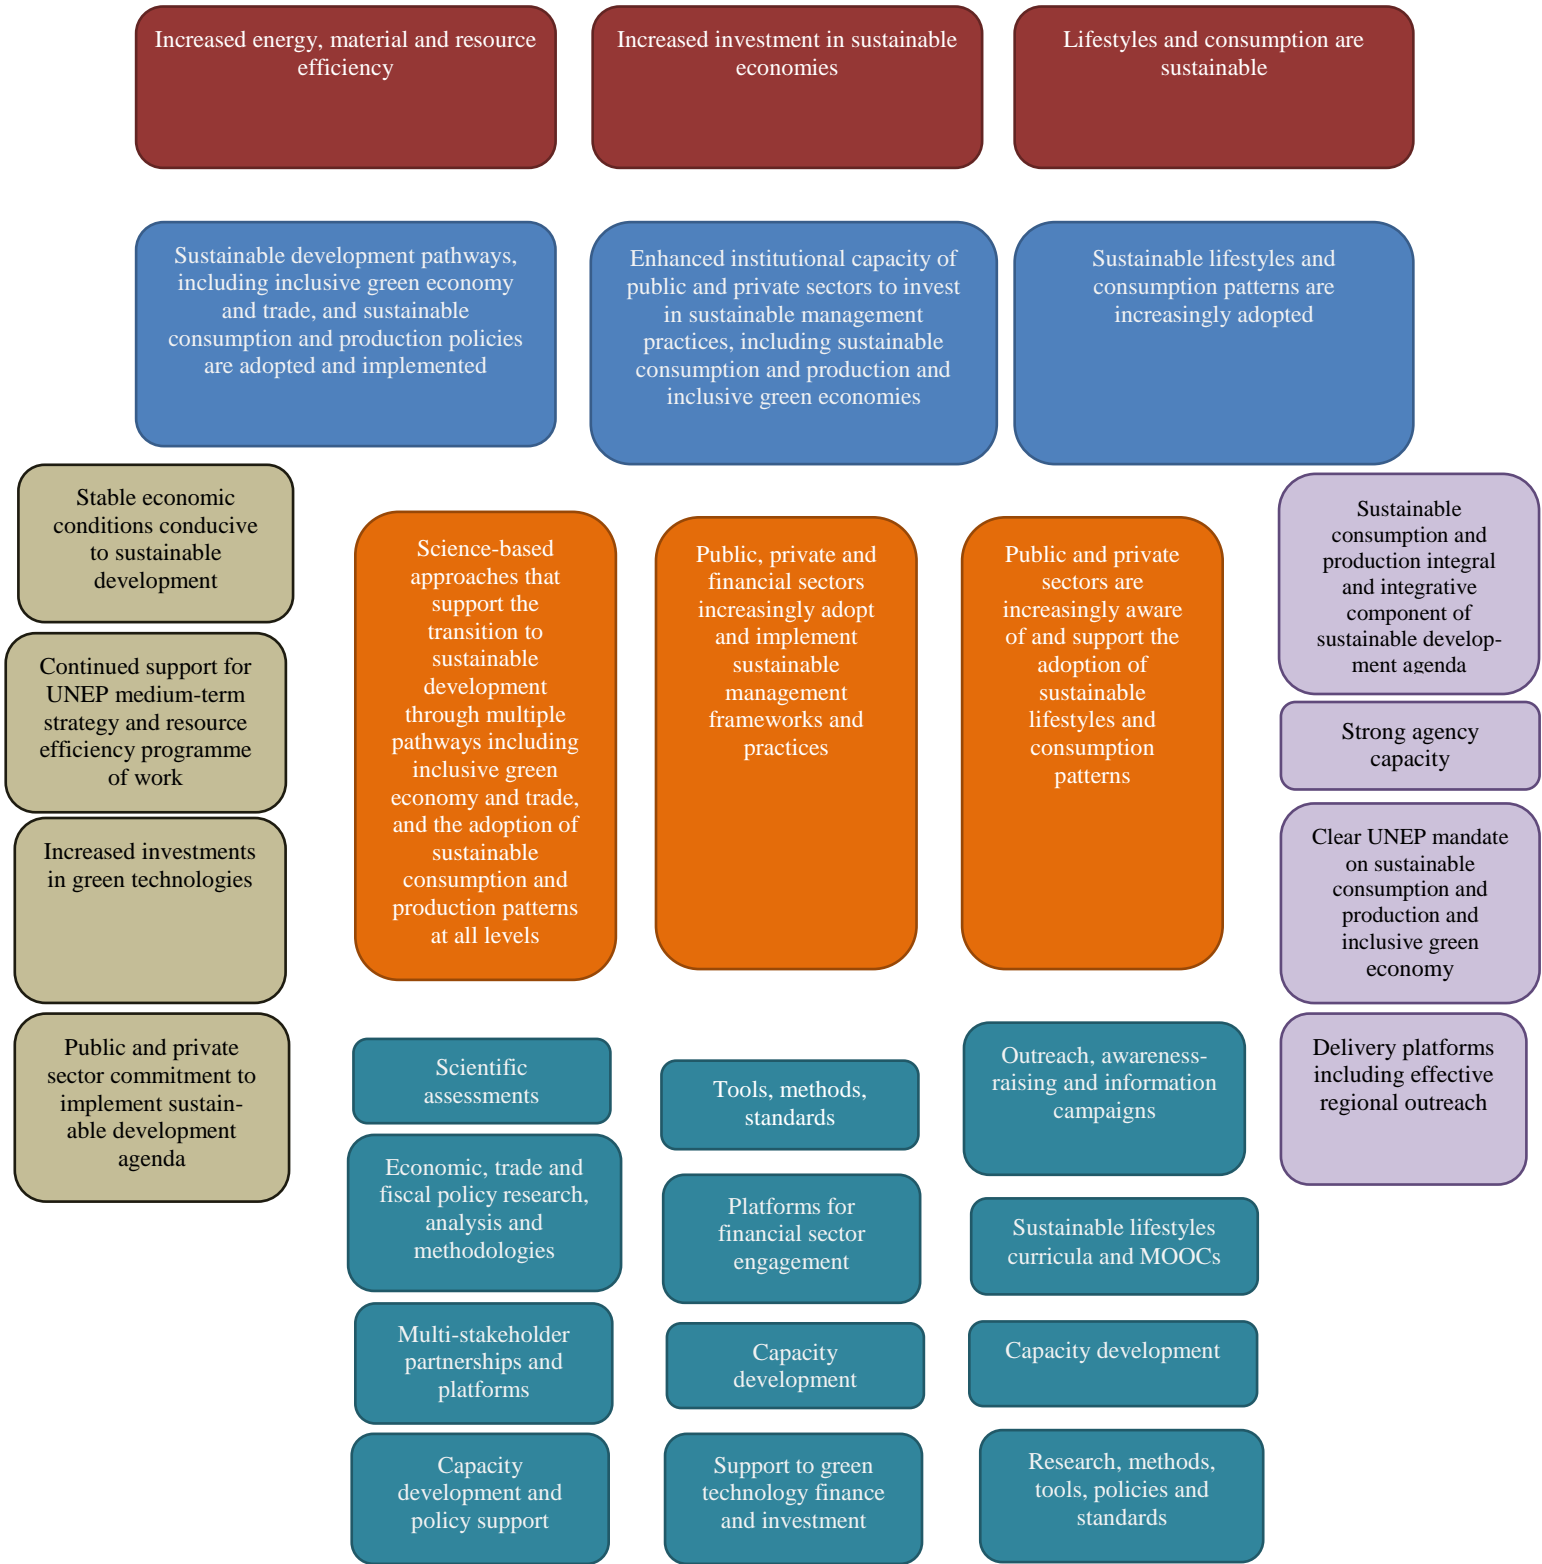 Increased energy, material and resource
efficiency
Increased investment in sustainable
economies
Lifestyles and consumption are
sustainable
Sustainable development pathways,
including inclusive green economy
and trade, and sustainable
consumption and production policies
are adopted and implemented
Enhanced institutional capacity of
public and private sectors to invest
in sustainable management
practices, including sustainable
consumption and production and
inclusive green economies
Sustainable lifestyles and
consumption patterns are
increasingly adopted
Stable economic
conditions conducive
to sustainable
development
Continued support for
UNEP medium-term
strategy and resource
efficiency programme
of work
Increased investments
in green technologies
Public and private
sector commitment to
implement sustain-
able development
agenda
Science-based
approaches that
support the
transition to
sustainable
development
through multiple
pathways including
inclusive green
economy and trade,
and the adoption of
sustainable
consumption and
production patterns
at all levels
Public, private and
financial sectors
increasingly adopt
and implement
sustainable
management
frameworks and
practices
Public and private
sectors are
increasingly aware
of and support the
adoption of
sustainable
lifestyles and
consumption
patterns
Sustainable
consumption and
production integral
and integrative
component of
sustainable develop-
ment agenda
Strong agency
capacity
Clear UNEP mandate
on sustainable
consumption and
production and
inclusive green
economy
Delivery platforms
including effective
regional outreach
Scientific
assessments
Economic, trade and
fiscal policy research,
analysis and
methodologies
Multi-stakeholder
partnerships and
platforms
Capacity
development and
policy support
Tools, methods,
standards
Platforms for
financial sector
engagement
Capacity
development
Support to green
technology finance
and investment
Outreach, awareness-
raising and information
campaigns
Sustainable lifestyles
curricula and MOOCs
Capacity development
Research, methods,
tools, policies and
standards